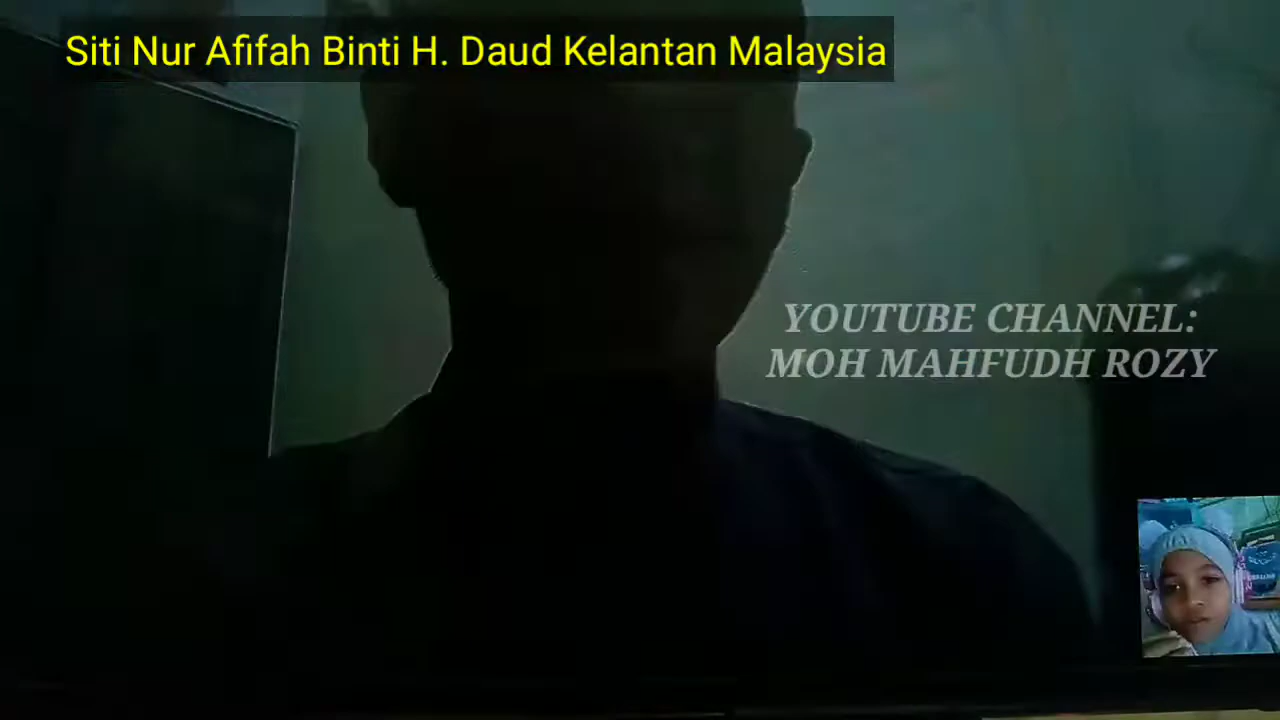 Siti Nur Afifah Binti H. Daud Kelantan Malaysia
YOUTUBE CHANNEL:
MOH MAHFUDH ROZY